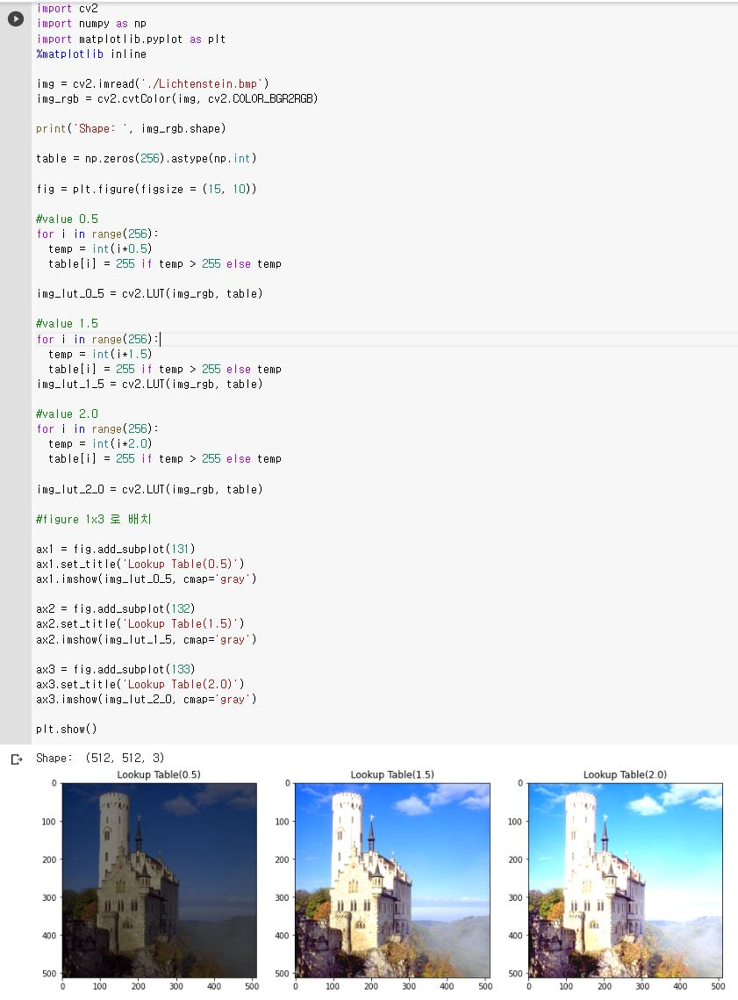 import cv2
import numpy as np
import matplotlib.pyplot as plt
%matplotlib inline
img = cv2.imread('./Lichtenstein.bmp')
img_rgb = cv2.cvtColor(img, cv2.COLOR_BGR2RGB)
print('Shape: ', img_rgb.shape)
table = np.zeros(256).astype(np.int)
fig = plt.figure(figsize = (15, 10))
#value 0.5
for i in range(256):
  temp = int(i*0.5)
  table[i] = 255 if temp > 255 else temp
img_lut_0_5 = cv2.LUT(img_rgb, table)
#value 1.5
for i in range(256):
  temp = int(i*1.5)
  table[i] = 255 if temp > 255 else temp
img_lut_1_5 = cv2.LUT(img_rgb, table)
#value 2.0
for i in range(256):
  temp = int(i*2.0)
  table[i] = 255 if temp > 255 else temp
img_lut_2_0 = cv2.LUT(img_rgb, table)
#figure 1x3 로 배치
ax1 = fig.add_subplot(131)
ax1.set_title('Lookup Table(0.5)')
ax1.imshow(img_lut_0_5, cmap='gray')
ax2 = fig.add_subplot(132)
ax2.set_title('Lookup Table(1.5)')
ax2.imshow(img_lut_1_5, cmap='gray')
ax3 = fig.add_subplot(133)
ax3.set_title('Lookup Table(2.0)')
ax3.imshow(img_lut_2_0, cmap='gray')
plt.show()
Shape:  (512, 512, 3)
Lookup Table(0.5)
0
100
200
300
400
500
0 100 200 300 400 500
Lookup Table(1.5)
0
100
200
300
400
500
0 100 200 300 400 500
Lookup Table(2.0)
0
100
200
300
400
500
0 100 200 300 400 500